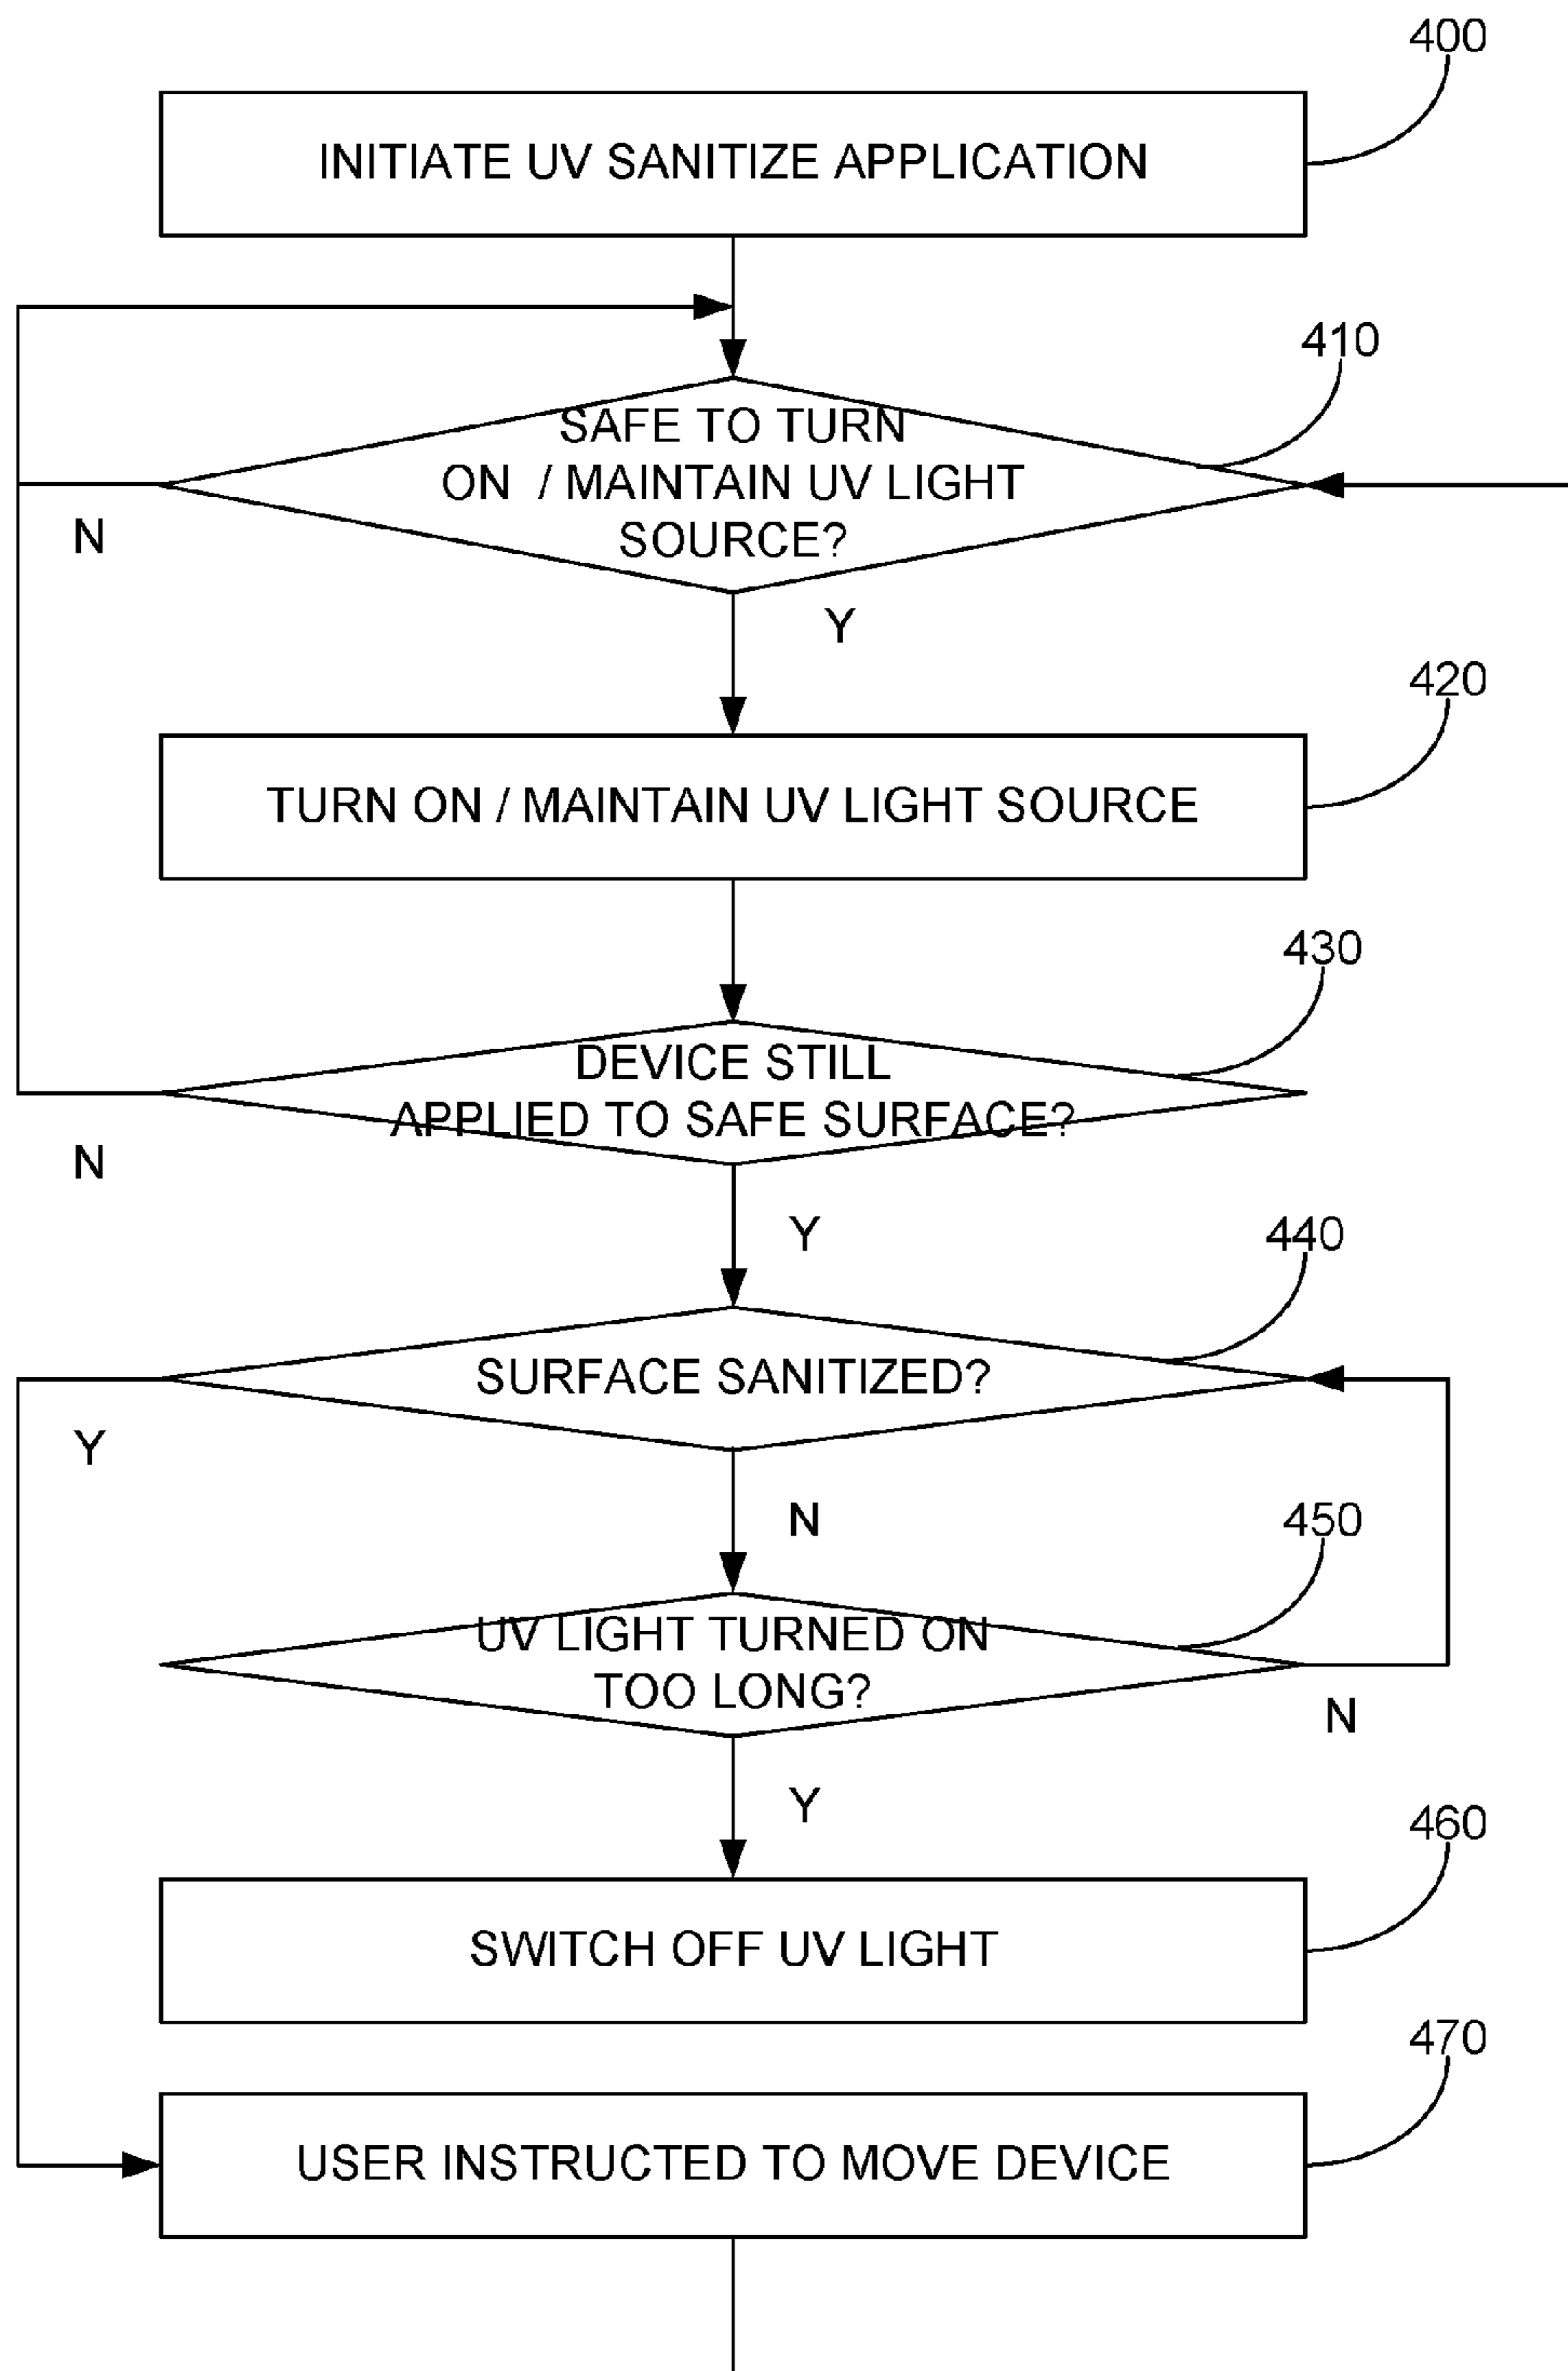 400
INITIATE UV SANITIZE APPLICATION
410
SAFE TO TURN
ON / MAINTAIN UV LIGHT
SOURCE?
N
Y
420
TURN ON / MAINTAIN UV LIGHT SOURCE
430
DEVICE STILL
APPLIED TO SAFE SURFACE?
N
Y
440
SURFACE SANITIZED?
Y
N
450
UV LIGHT TURNED ON
TOO LONG?
N
Y
460
SWITCH OFF UV LIGHT
470
USER INSTRUCTED TO MOVE DEVICE